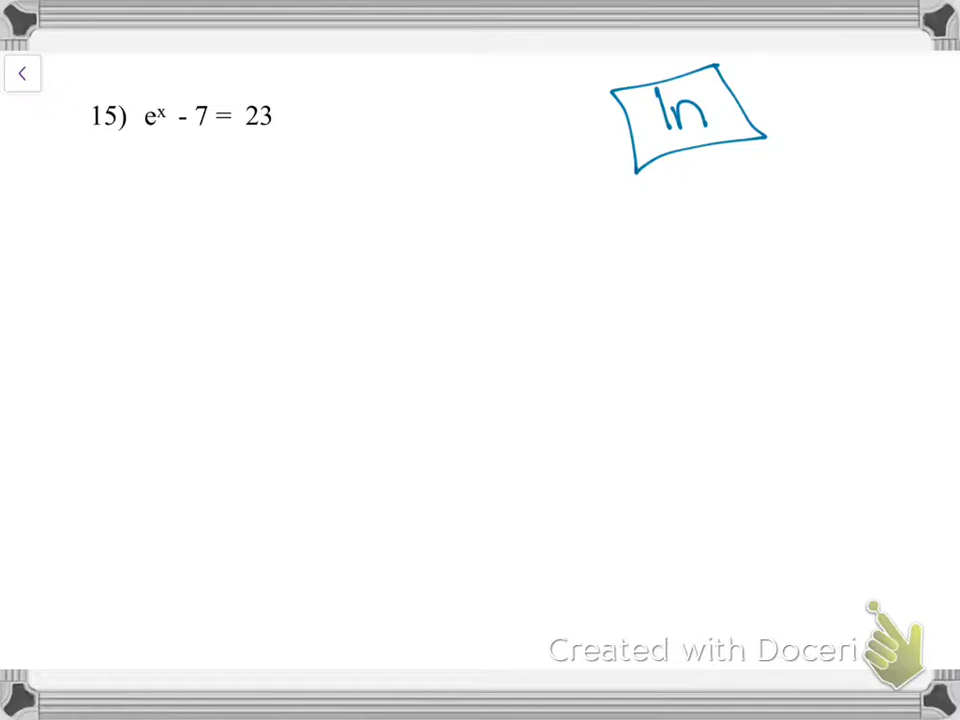 15) eˣ - 7 = 23
ln
Created with Doceri